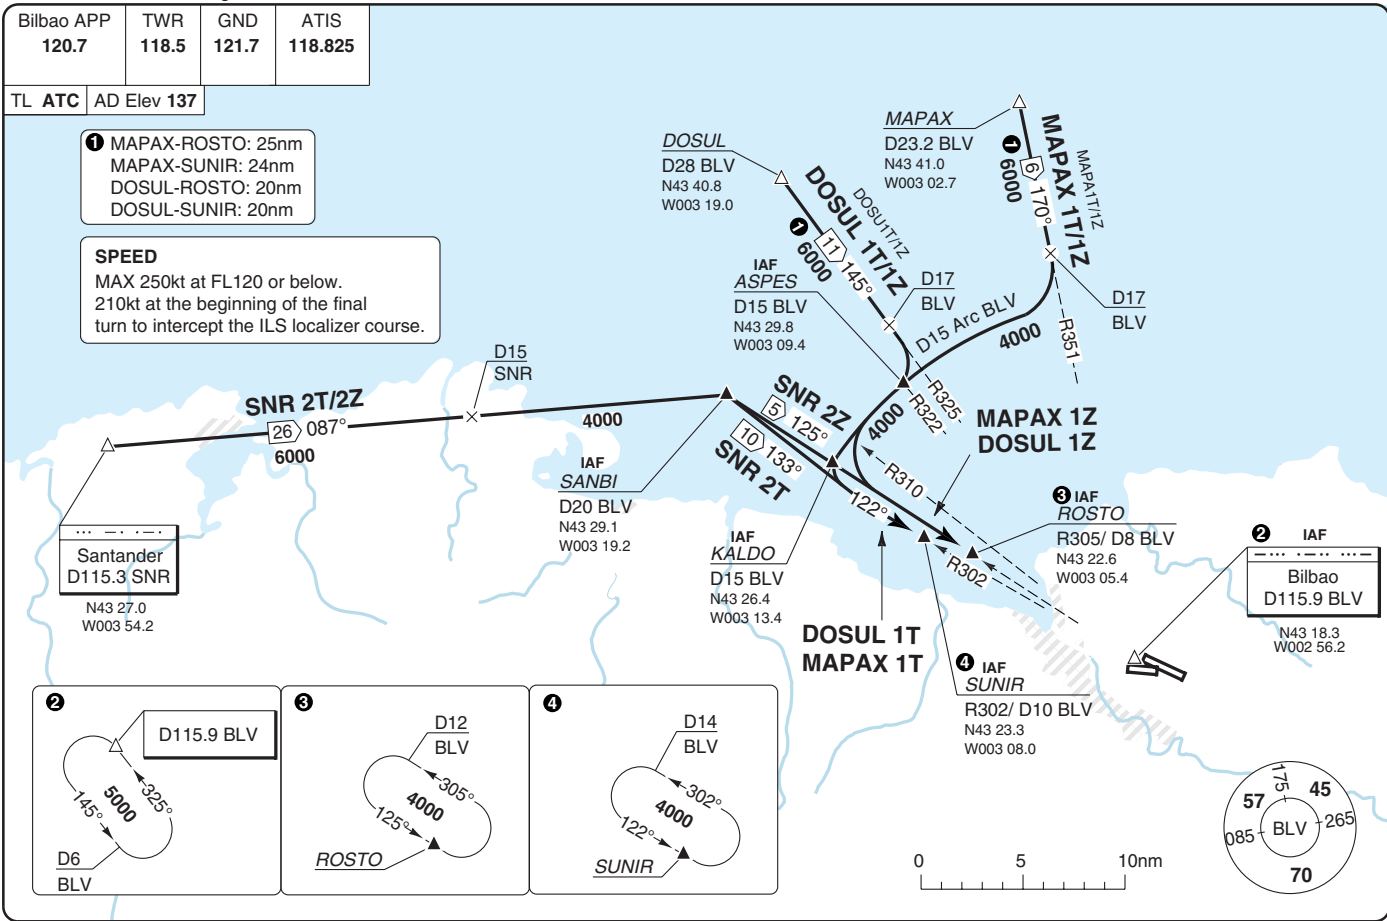 Bilbao APP
120.7
TWR
118.5
GND
121.7
ATIS
118.825
TL ATC
AD Elev 137
❶ MAPAX-ROSTO: 25nm
MAPAX-SUNIR: 24nm
DOSUL-ROSTO: 20nm
DOSUL-SUNIR: 20nm
SPEED
MAX 250kt at FL120 or below.
210kt at the beginning of the final
turn to intercept the ILS localizer course.
DOSUL
D28 BLV
N43 40.8
W003 19.0
MAPAX
D23.2 BLV
N43 41.0
W003 02.7
❶
6000
6
170°
MAPAX 1T/1Z
MAPA1T/1Z
DOSUL 1T/1Z
DOSU1T/1Z
❶
6000
11
145°
IAF
ASPES
D15 BLV
N43 29.8
W003 09.4
D17
BLV
D17
BLV
D15 Arc BLV
4000
R351
R325
R322
4000
D15
SNR
SNR 2T/2Z
26
087°
6000
4000
SNR 2Z
5
125°
10
133°
SNR 2T
MAPAX 1Z
DOSUL 1Z
IAF
SANBI
D20 BLV
N43 29.1
W003 19.2
R310
122°
R302
❸ IAF
ROSTO
R305/ D8 BLV
N43 22.6
W003 05.4
Santander
D115.3 SNR
N43 27.0
W003 54.2
IAF
KALDO
D15 BLV
N43 26.4
W003 13.4
❷ IAF
Bilbao
D115.9 BLV
N43 18.3
W002 56.2
DOSUL 1T
MAPAX 1T
❹ IAF
SUNIR
R302/ D10 BLV
N43 23.3
W003 08.0
❷
D115.9 BLV
145°
5000
325°
D6
BLV
❸
D12
BLV
305°
4000
125°
ROSTO
❹
D14
BLV
302°
4000
122°
SUNIR
0
5
10nm
175
57
45
085
BLV
265
70